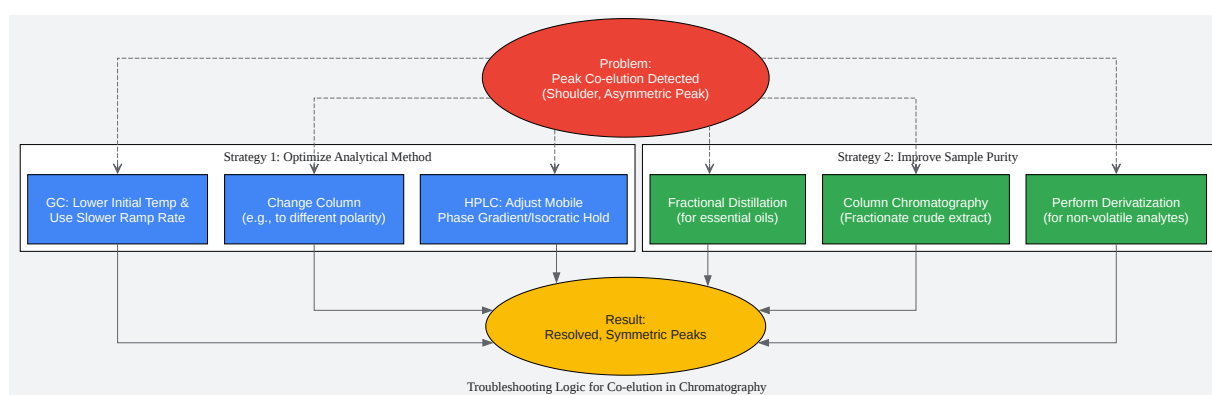 Problem:
Peak Co-elution Detected
(Shoulder, Asymmetric Peak)
Strategy 1: Optimize Analytical Method
Strategy 2: Improve Sample Purity
GC: Lower Initial Temp &
Use Slower Ramp Rate
Change Column
(e.g., to different polarity)
HPLC: Adjust Mobile
Phase Gradient/Isocratic Hold
Fractional Distillation
(for essential oils)
Column Chromatography
(Fractionate crude extract)
Perform Derivatization
(for non-volatile analytes)
Result:
Resolved, Symmetric Peaks
Troubleshooting Logic for Co-elution in Chromatography